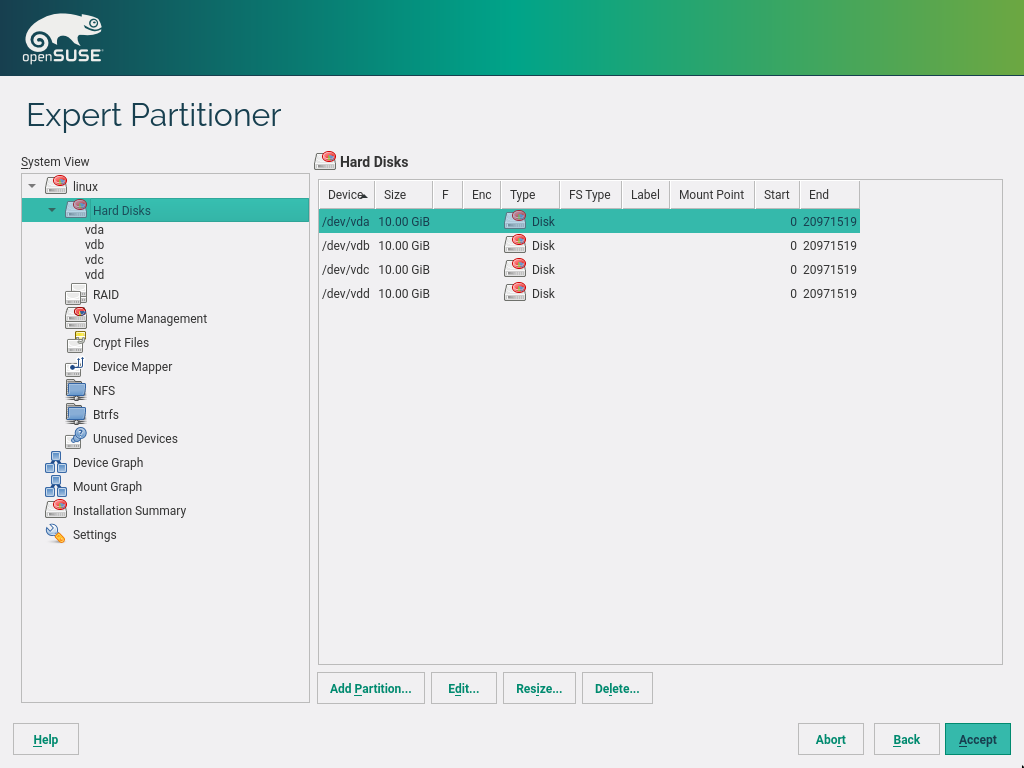 openSUSE
Expert Partitioner
System View
linux
Hard Disks
vda
vdb
vdc
vdd
RAID
Volume Management
Crypt Files
Device Mapper
NFS
Btrfs
Unused Devices
Device Graph
Mount Graph
Installation Summary
Settings
Hard Disks
Device Size F Enc Type FS Type Label Mount Point Start End
/dev/vda 10.00 GiB Disk 0 20971519
/dev/vdb 10.00 GiB Disk 0 20971519
/dev/vdc 10.00 GiB Disk 0 20971519
/dev/vdd 10.00 GiB Disk 0 20971519
Add Partition... Edit... Resize... Delete...
Help Abort Back Accept